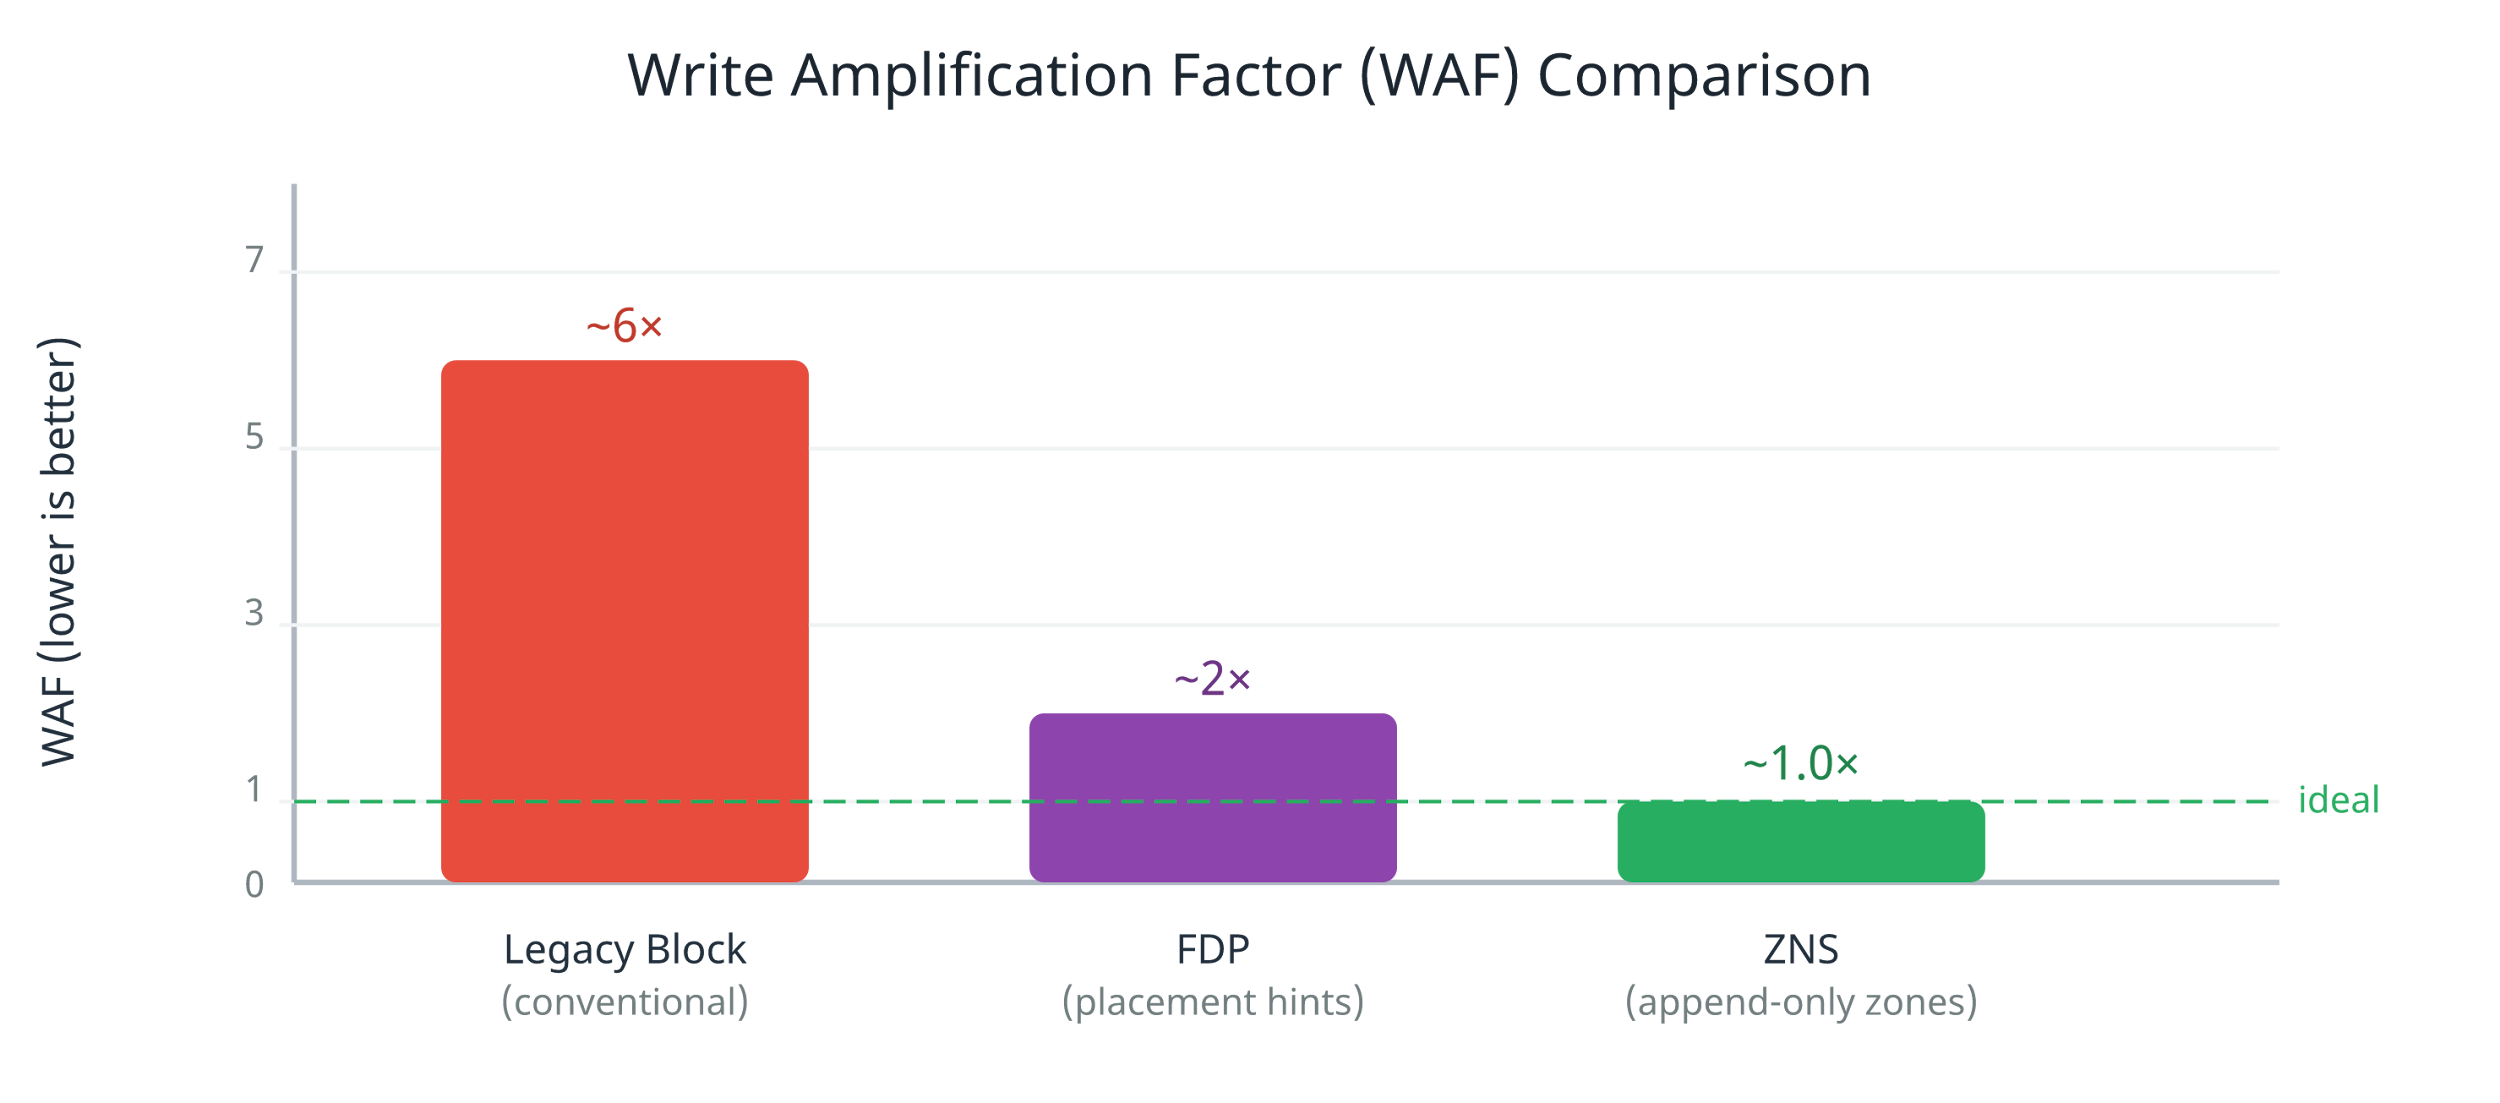 Write Amplification Factor (WAF) Comparison
WAF (lower is better)
7
5
3
1
0
~6×
~2×
~1.0×
ideal
Legacy Block
(conventional)
FDP
(placement hints)
ZNS
(append-only zones)